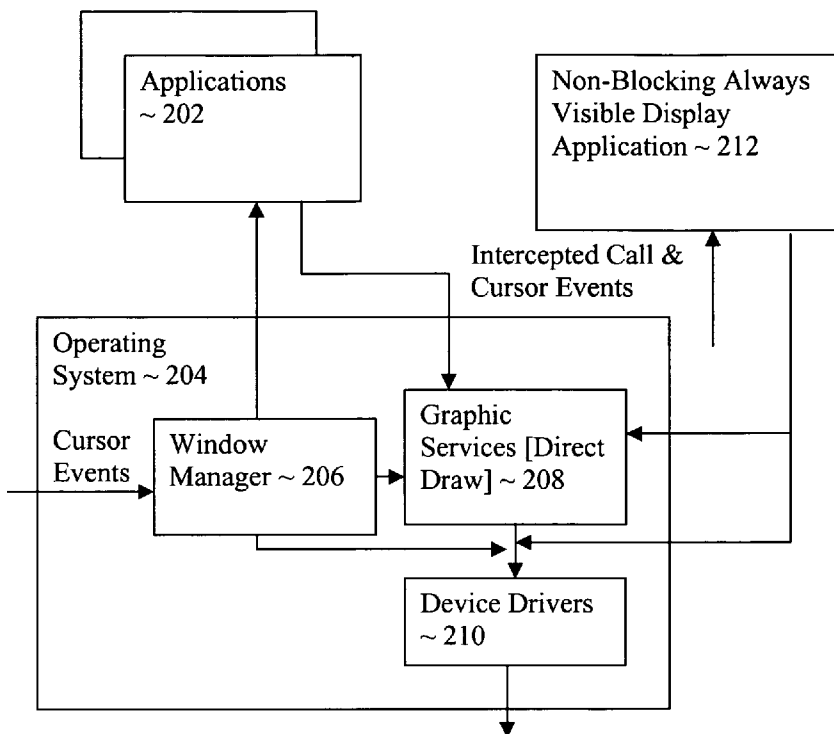 Applications
~ 202
Non-Blocking Always
Visible Display
Application ~ 212
Intercepted Call &
Cursor Events
Operating
System ~ 204
Cursor
Events
Window
Manager ~ 206
Graphic
Services [Direct
Draw] ~ 208
Device Drivers
~ 210